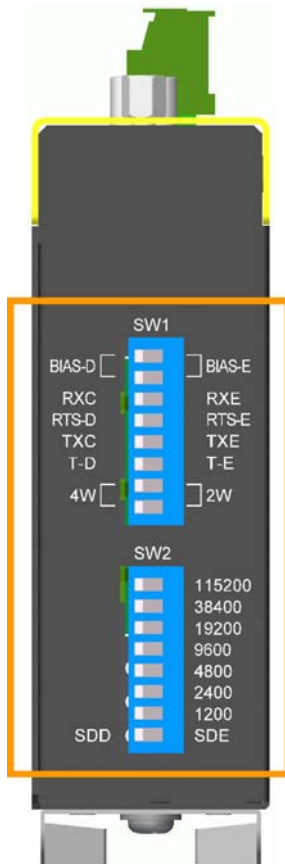 SW1
BIAS-D BIAS-E
RXC RXE
RTS-D RTS-E
TXC TXE
T-D T-E
4W 2W
SW2
115200
38400
19200
9600
4800
2400
1200
SDD SDE